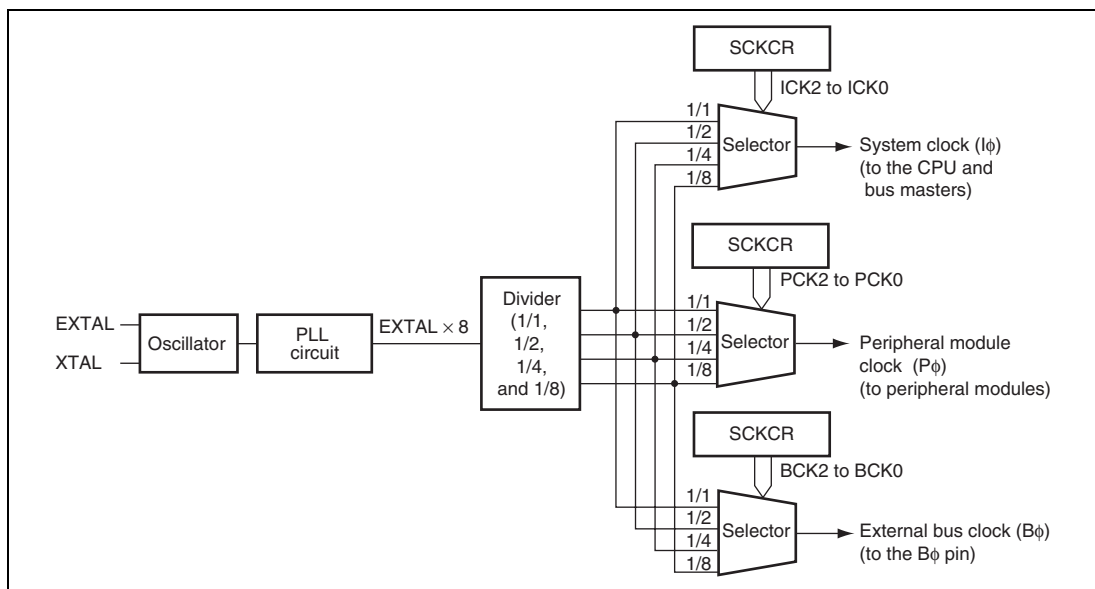 SCKCR
ICK2 to ICK0
1/1
1/2
1/4
1/8
Selector
System clock (Iϕ)
(to the CPU and
bus masters)
SCKCR
PCK2 to PCK0
EXTAL
XTAL
Oscillator
PLL
circuit
EXTAL × 8
Divider
(1/1,
1/2,
1/4,
and 1/8)
1/1
1/2
1/4
1/8
Selector
Peripheral module
clock (Pϕ)
(to peripheral modules)
SCKCR
BCK2 to BCK0
1/1
1/2
1/4
1/8
Selector
External bus clock (Bϕ)
(to the Bϕ pin)